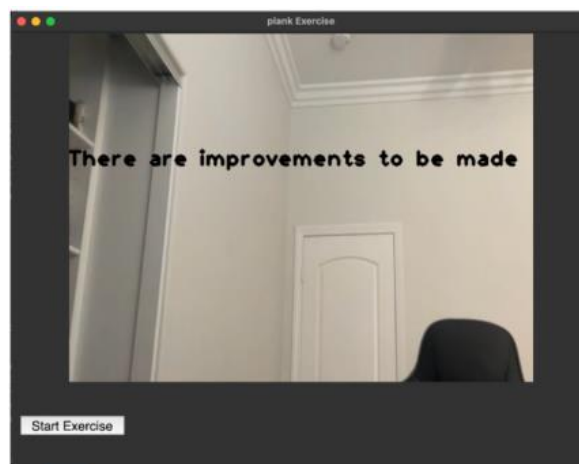 plank Exercise
There are improvements to be made
Start Exercise